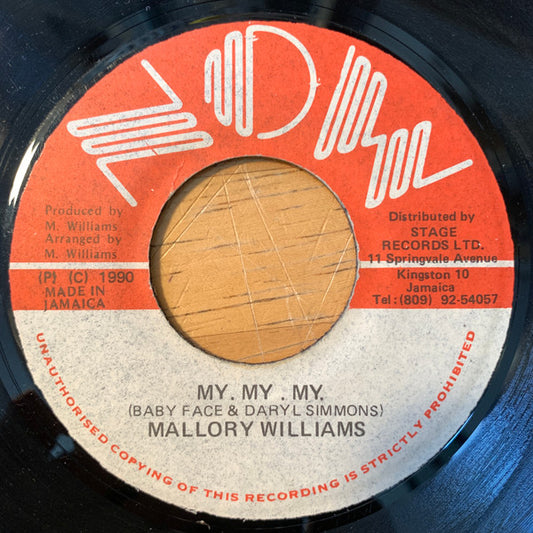 ZOW
Produced by
M. Williams
Arranged by
M. Williams
(P) (C) 1990
MADE IN
JAMAICA
Distributed by
STAGE
RECORDS LTD.
11 Springvale Avenue
Kingston 10
Jamaica
Tel:(809) 92-54057
MY. MY . MY.
(BABY FACE & DARYL SIMMONS)
MALLORY WILLIAMS
UNAUTHORISED COPYING OF THIS RECORDING IS STRICTLY PROHIBITED